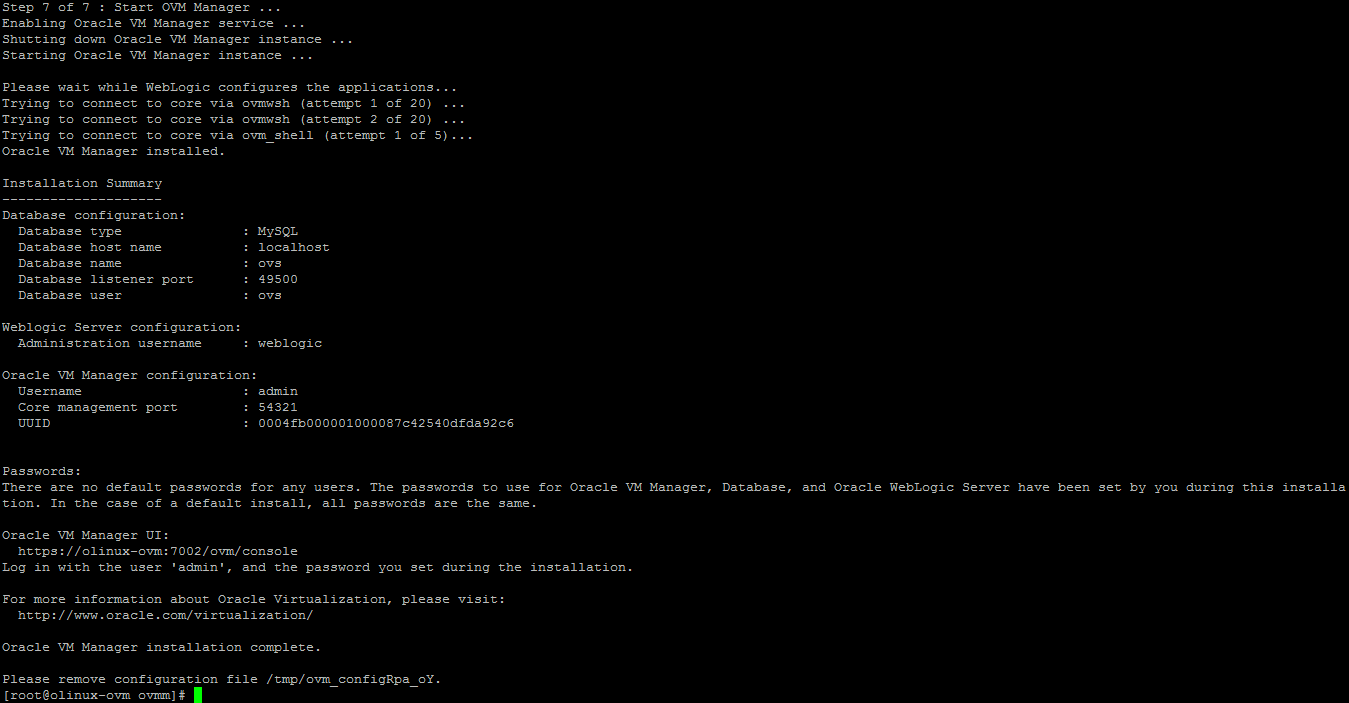 Step 7 of 7 : Start OVM Manager ...
Enabling Oracle VM Manager service ...
Shutting down Oracle VM Manager instance ...
Starting Oracle VM Manager instance ...
Please wait while WebLogic configures the applications...
Trying to connect to core via ovmwsh (attempt 1 of 20) ...
Trying to connect to core via ovmwsh (attempt 2 of 20) ...
Trying to connect to core via ovm_shell (attempt 1 of 5)...
Oracle VM Manager installed.
Installation Summary
--------------------
Database configuration:
  Database type               : MySQL
  Database host name          : localhost
  Database name               : ovs
  Database listener port      : 49500
  Database user               : ovs
Weblogic Server configuration:
  Administration username     : weblogic
Oracle VM Manager configuration:
  Username                    : admin
  Core management port        : 54321
  UUID                        : 0004fb000001000087c42540dfda92c6
Passwords:
There are no default passwords for any users. The passwords to use for Oracle VM Manager, Database, and Oracle WebLogic Server have been set by you during this installa
tion. In the case of a default install, all passwords are the same.
Oracle VM Manager UI:
  https://olinux-ovm:7002/ovm/console
Log in with the user 'admin', and the password you set during the installation.
For more information about Oracle Virtualization, please visit:
  http://www.oracle.com/virtualization/
Oracle VM Manager installation complete.
Please remove configuration file /tmp/ovm_configRpa_oY.
[root@olinux-ovm ovmm]#